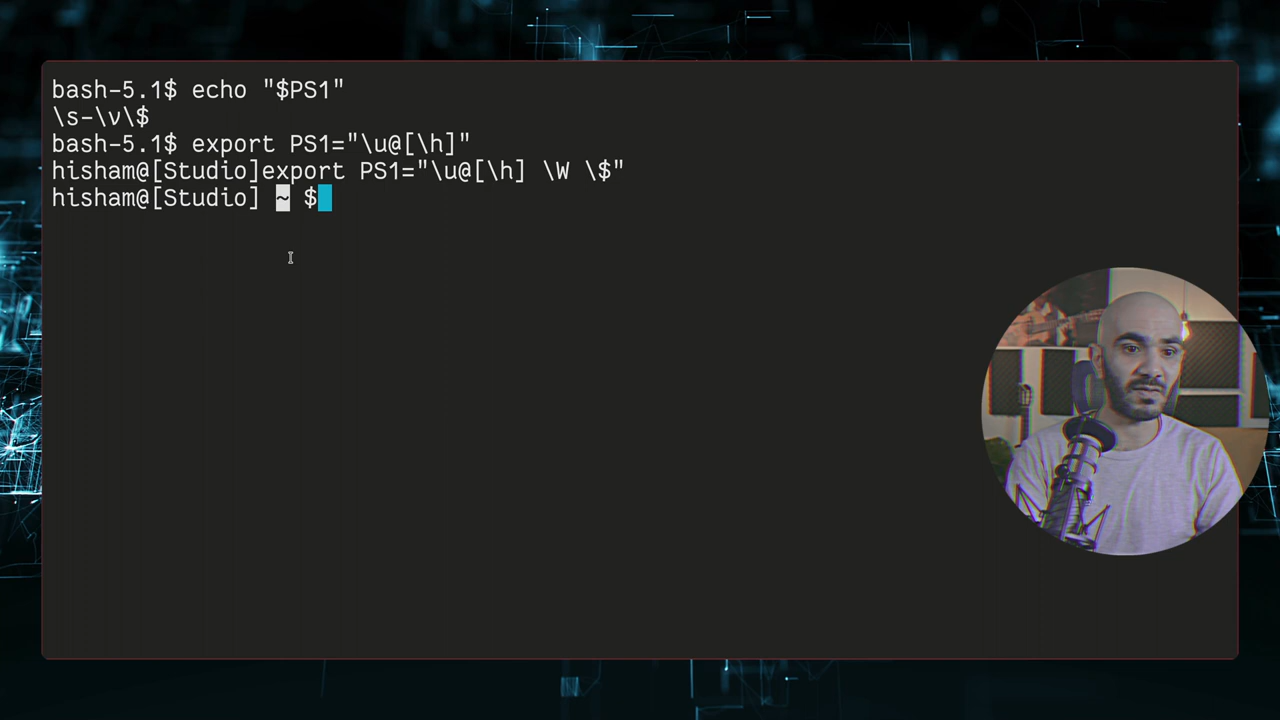 bash-5.1$ echo "$PS1"
\s-\v\$
bash-5.1$ export PS1="\u@[\h]"
hisham@[Studio]export PS1="\u@[\h] \W \$"
hisham@[Studio] ~ $